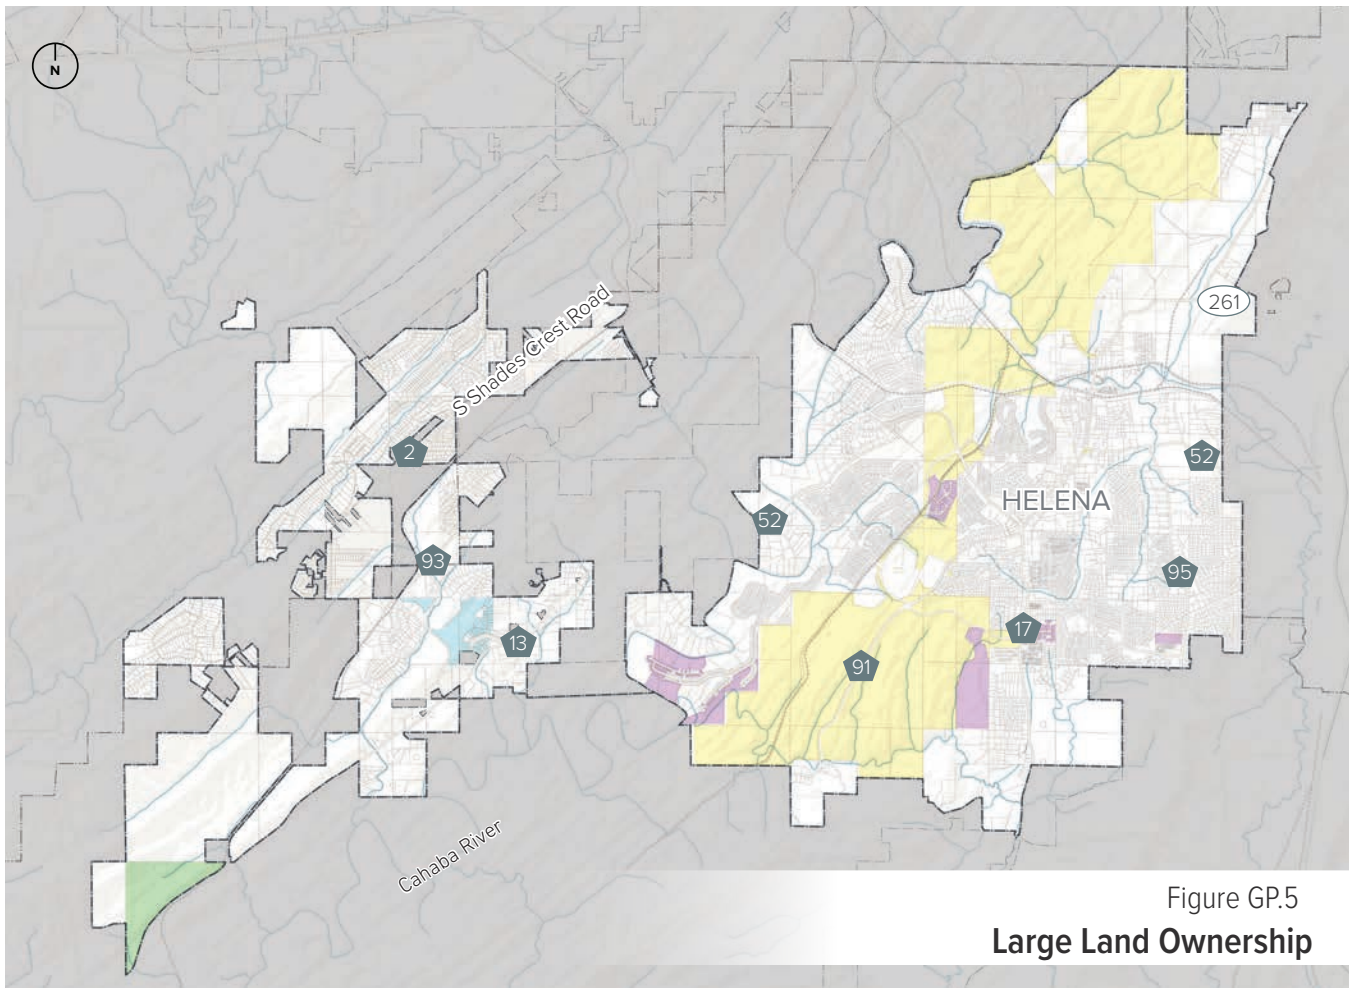 N
261
S Shades Crest Road
2
52
HELENA
52
93
95
17
13
91
Cahaba River
Figure GP.5
Large Land Ownership